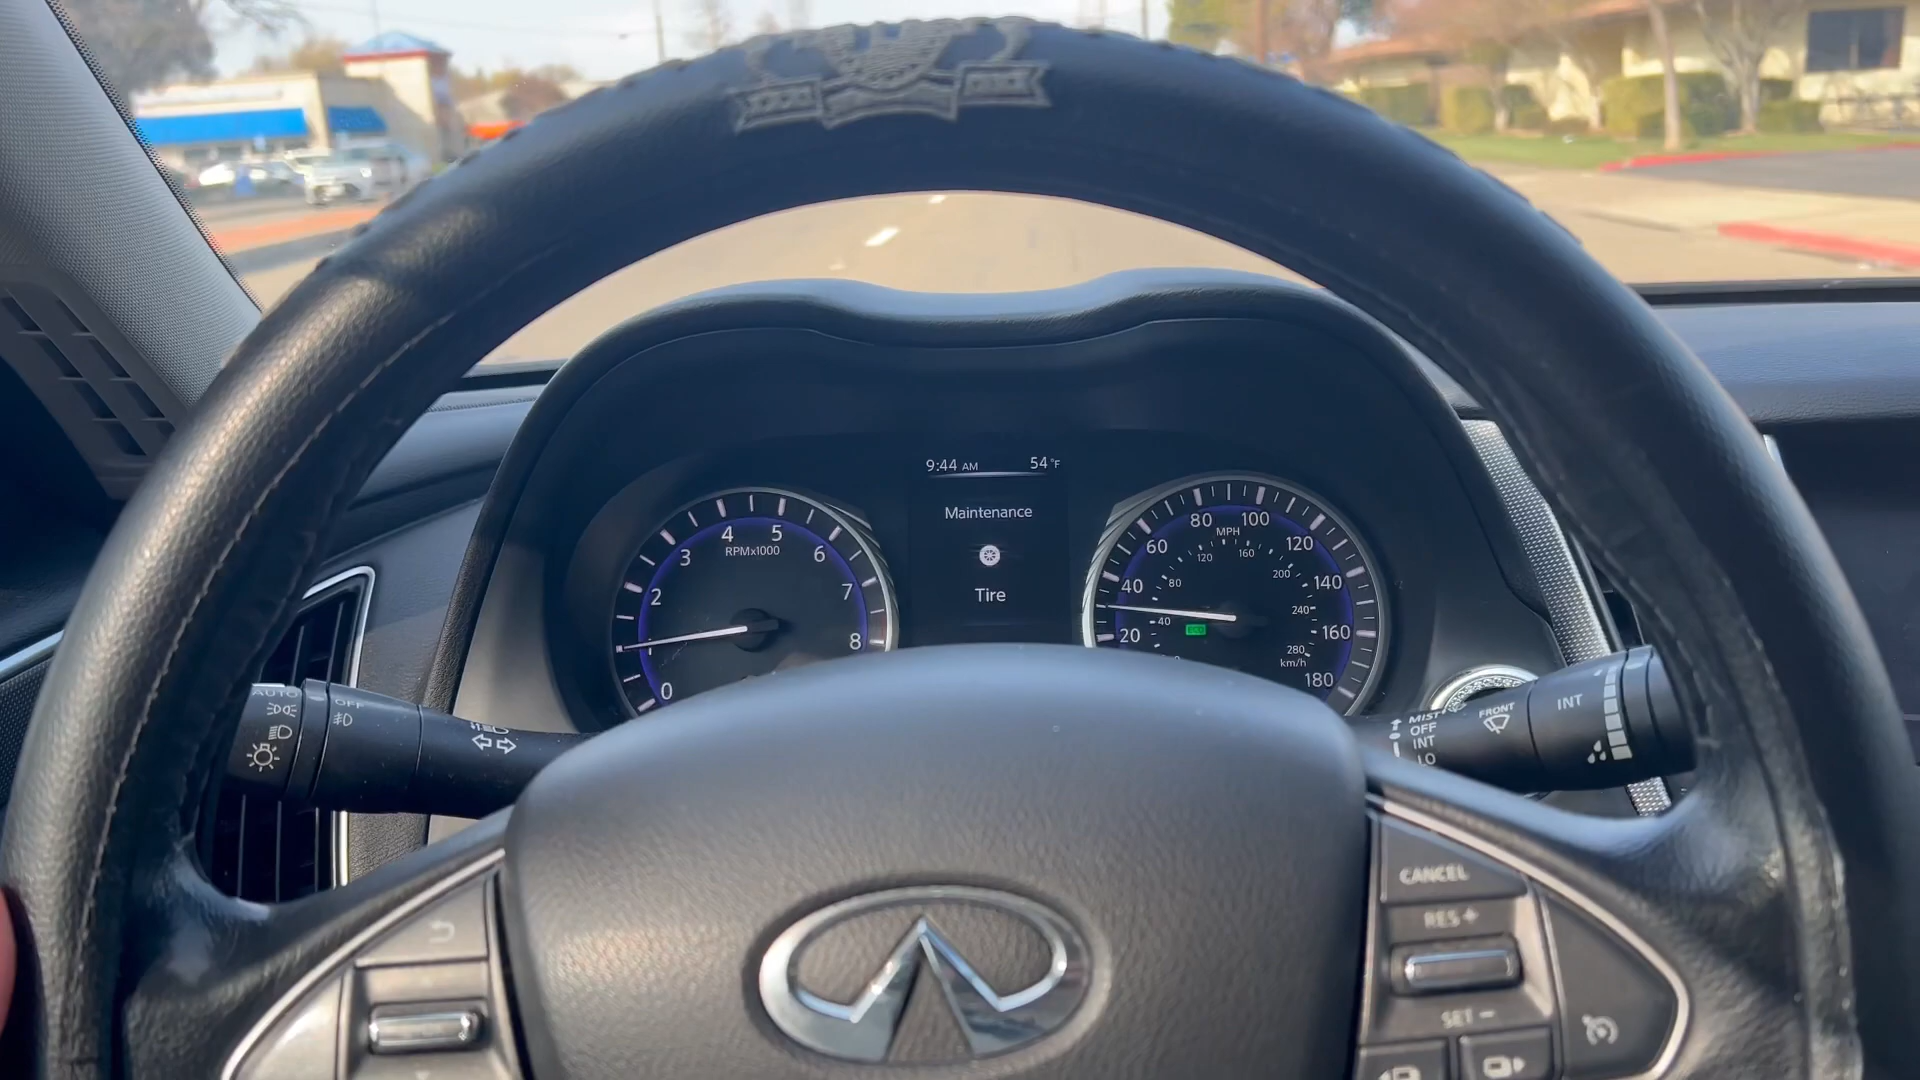 9:44 AM 54°F
Maintenance
Tire
0
1
2
3
4
5
6
7
8
RPMx1000
20
40
60
80
100
120
140
160
180
MPH
40
80
120
160
200
240
280
km/h
ECO
AUTO
OFF
MIST
OFF
INT
LO
FRONT
INT
CANCEL
RES +
SET −